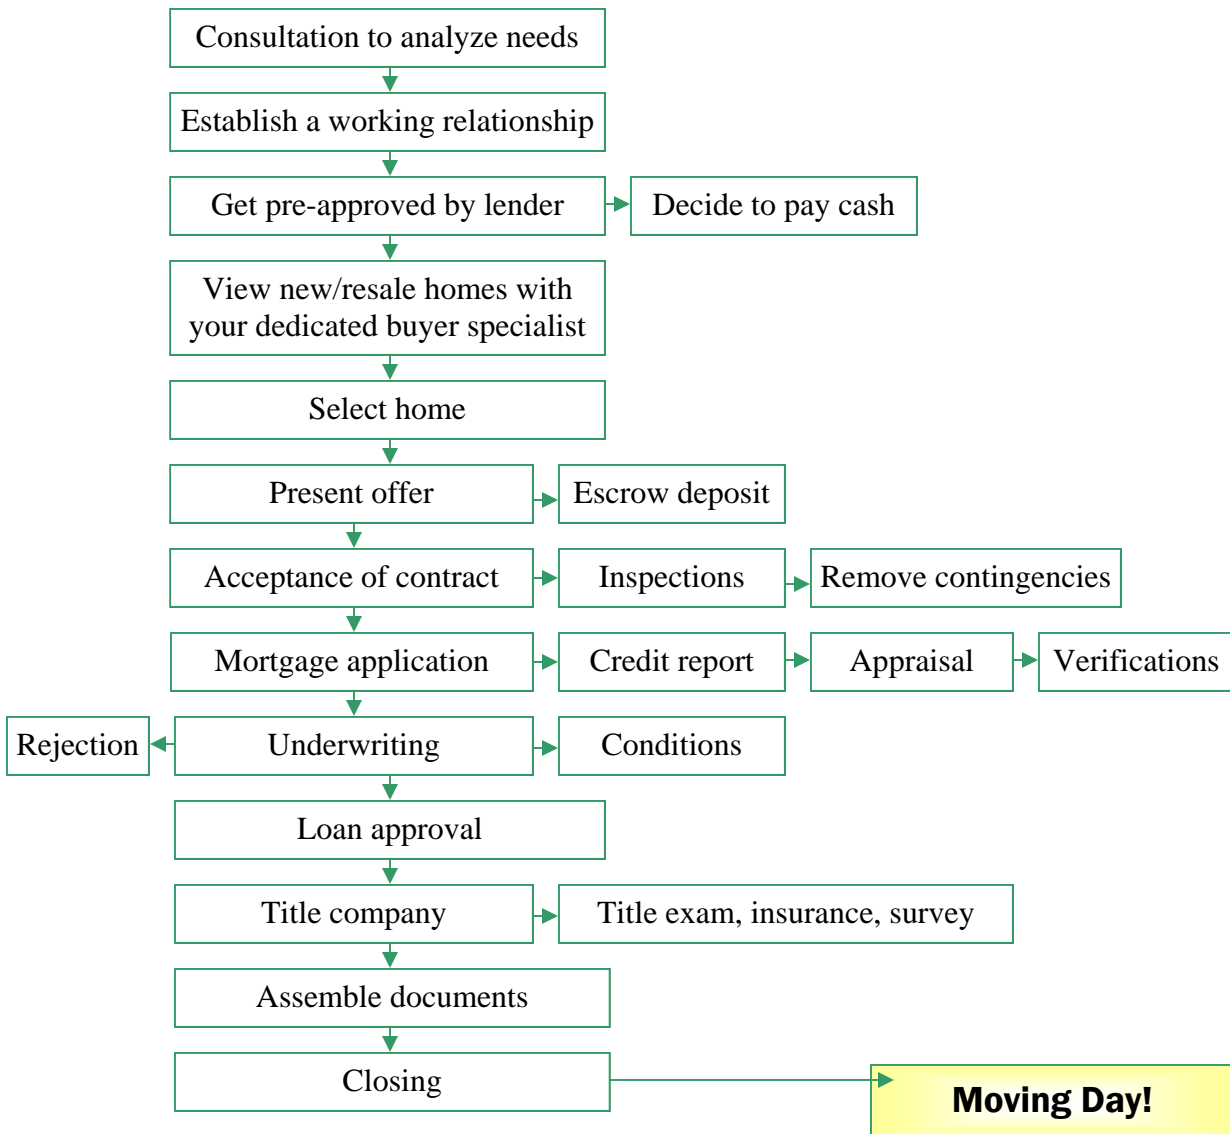 Consultation to analyze needs
Establish a working relationship
Get pre-approved by lender
Decide to pay cash
View new/resale homes with
your dedicated buyer specialist
Select home
Present offer
Escrow deposit
Acceptance of contract
Inspections
Remove contingencies
Mortgage application
Credit report
Appraisal
Verifications
Rejection
Underwriting
Conditions
Loan approval
Title company
Title exam, insurance, survey
Assemble documents
Closing
Moving Day!